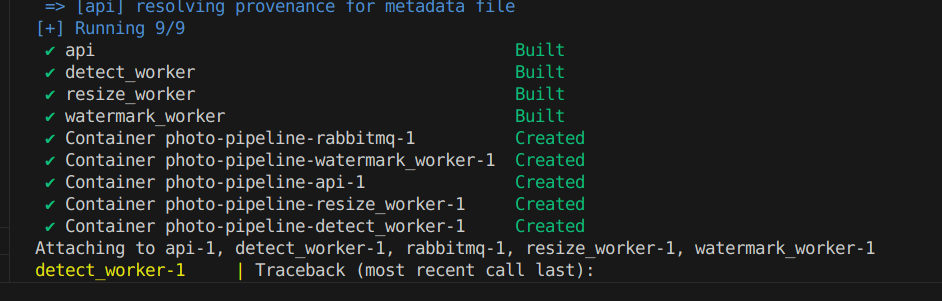 => [api] resolving provenance for metadata file
[+] Running 9/9
✔ api Built
✔ detect_worker Built
✔ resize_worker Built
✔ watermark_worker Built
✔ Container photo-pipeline-rabbitmq-1 Created
✔ Container photo-pipeline-watermark_worker-1 Created
✔ Container photo-pipeline-api-1 Created
✔ Container photo-pipeline-resize_worker-1 Created
✔ Container photo-pipeline-detect_worker-1 Created
Attaching to api-1, detect_worker-1, rabbitmq-1, resize_worker-1, watermark_worker-1
detect_worker-1 | Traceback (most recent call last):